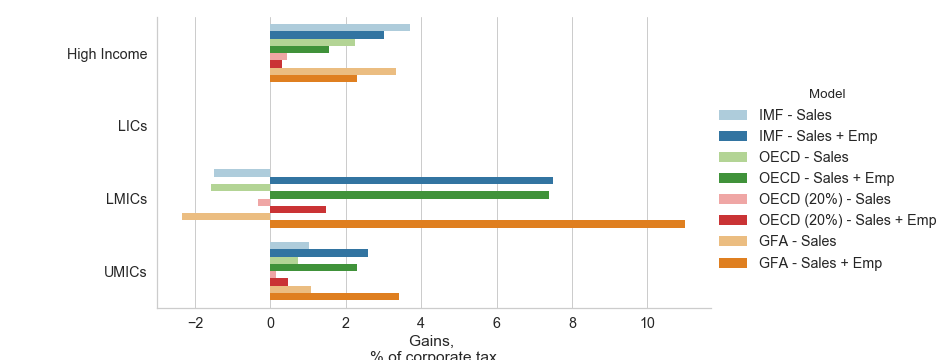 High Income
LICs
LMICs
UMICs
−2
0
2
4
6
8
10
Gains,
% of corporate tax
Model
IMF - Sales
IMF - Sales + Emp
OECD - Sales
OECD - Sales + Emp
OECD (20%) - Sales
OECD (20%) - Sales + Emp
GFA - Sales
GFA - Sales + Emp